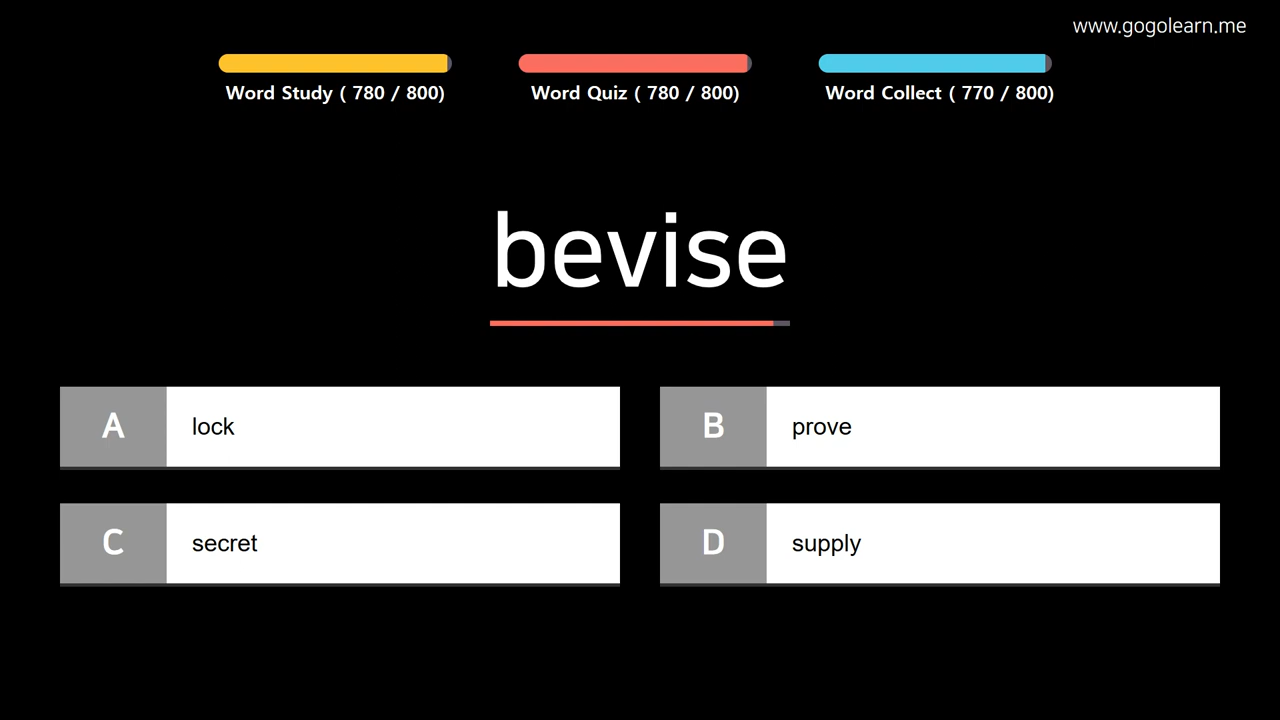 www.gogolearn.me
Word Study ( 780 / 800)
Word Quiz ( 780 / 800)
Word Collect ( 770 / 800)
bevise
A lock
B prove
C secret
D supply